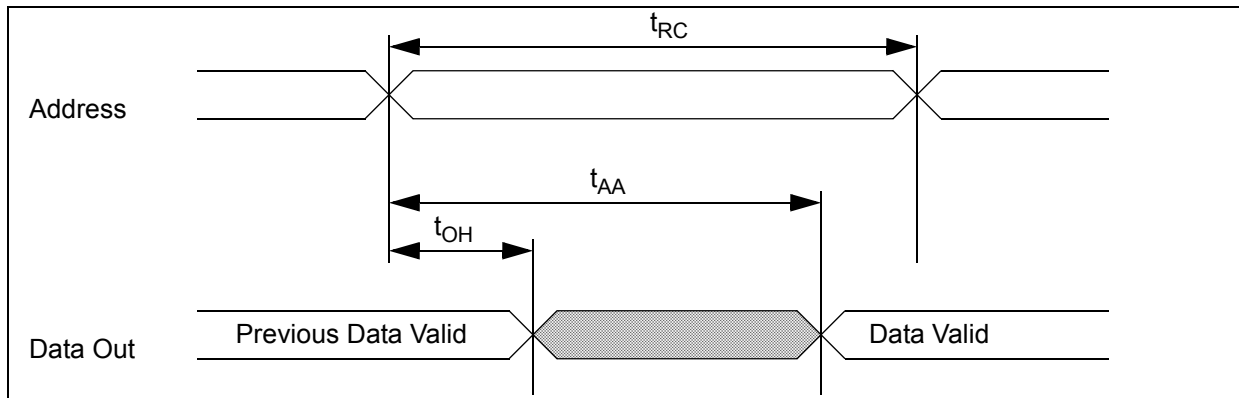 tRC
Address
tAA
tOH
Previous Data Valid
Data Valid
Data Out